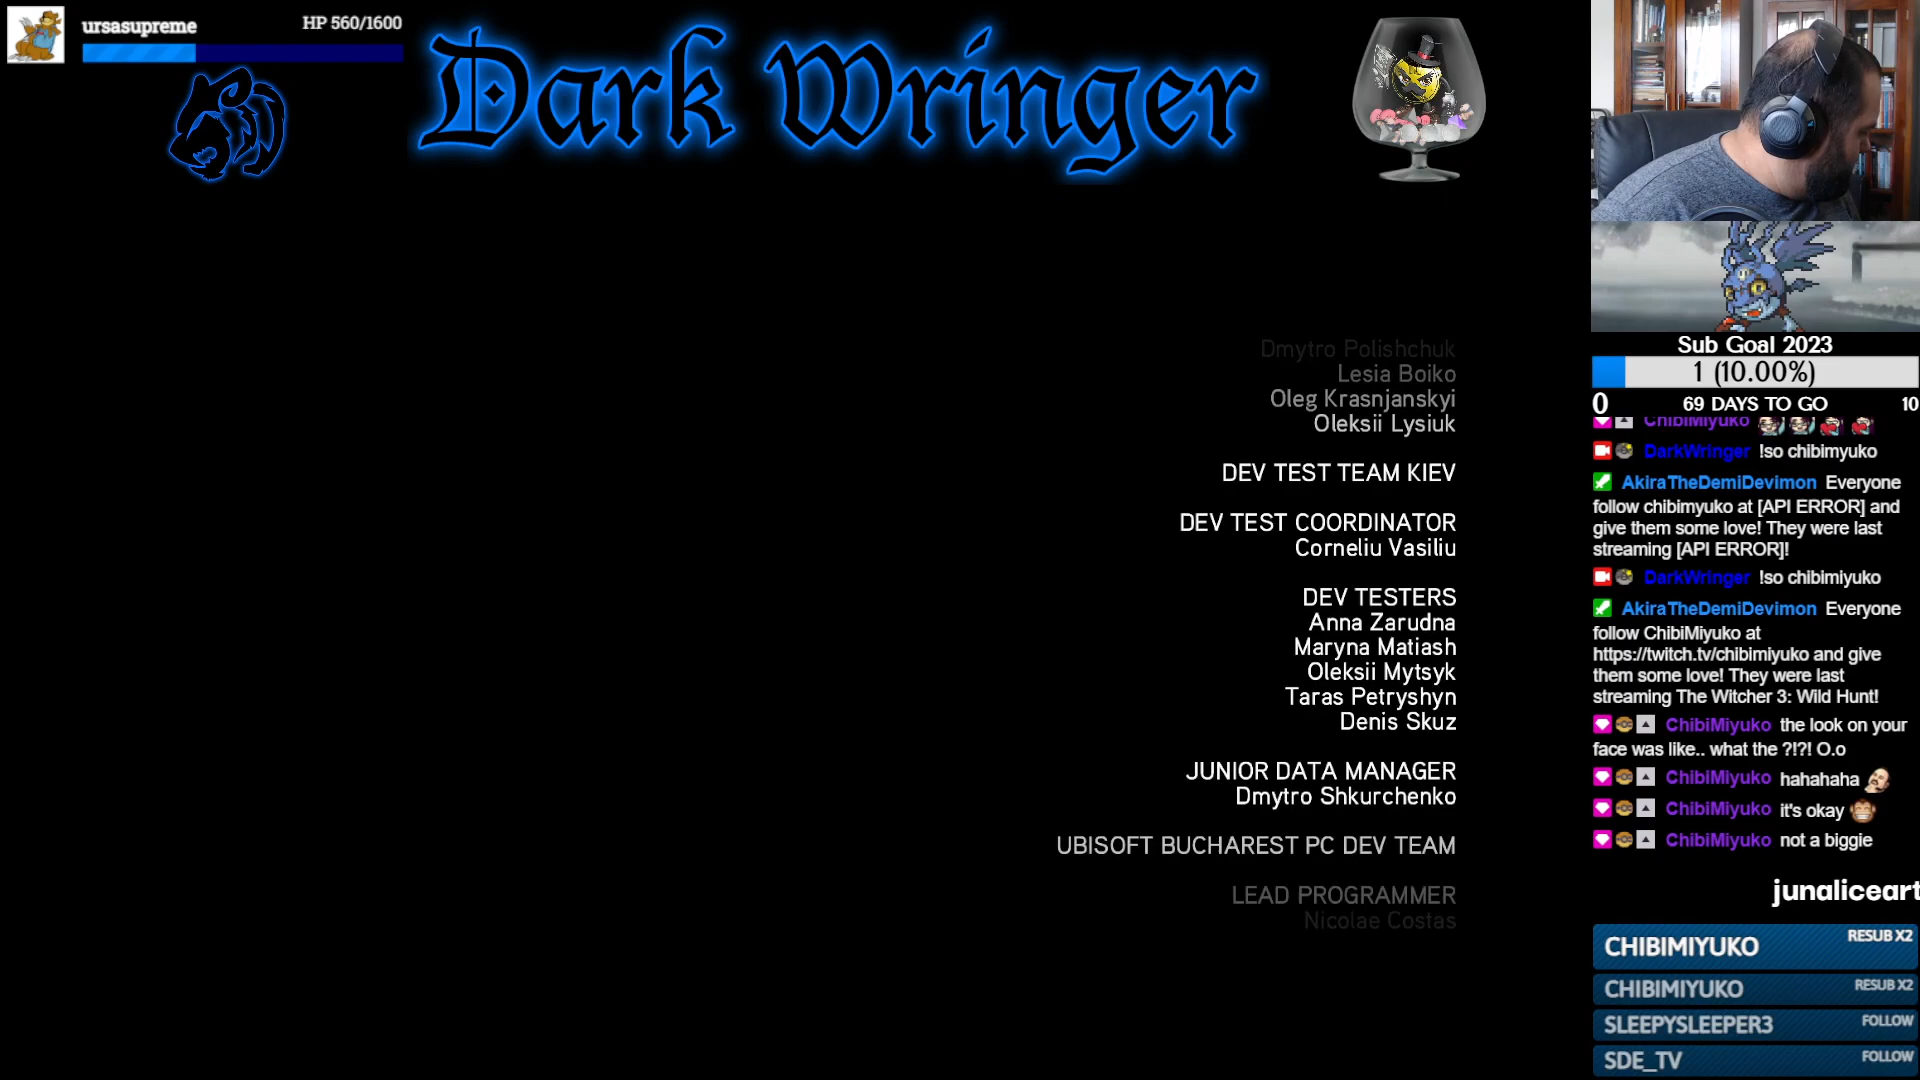 ursasupreme
HP 560/1600
Dark Wringer
Dmytro Polishchuk
Lesia Boiko
Oleg Krasnjanskyi
Oleksii Lysiuk
DEV TEST TEAM KIEV
DEV TEST COORDINATOR
Corneliu Vasiliu
DEV TESTERS
Anna Zarudna
Maryna Matiash
Oleksii Mytsyk
Taras Petryshyn
Denis Skuz
JUNIOR DATA MANAGER
Dmytro Shkurchenko
UBISOFT BUCHAREST PC DEV TEAM
LEAD PROGRAMMER
Nicolae Costas
Sub Goal 2023
1 (10.00%)
0 69 DAYS TO GO 10
ChibiMiyuko
DarkWringer !so chibimyuko
AkiraTheDemiDevimon Everyone
follow chibimyuko at [API ERROR] and
give them some love! They were last
streaming [API ERROR]!
DarkWringer !so chibimiyuko
AkiraTheDemiDevimon Everyone
follow ChibiMiyuko at
https://twitch.tv/chibimiyuko and give
them some love! They were last
streaming The Witcher 3: Wild Hunt!
ChibiMiyuko the look on your
face was like.. what the ?!?! O.o
ChibiMiyuko hahahaha
ChibiMiyuko it's okay
ChibiMiyuko not a biggie
junaliceart
CHIBIMIYUKO RESUB X2
CHIBIMIYUKO RESUB X2
SLEEPYSLEEPER3 FOLLOW
SDE_TV FOLLOW